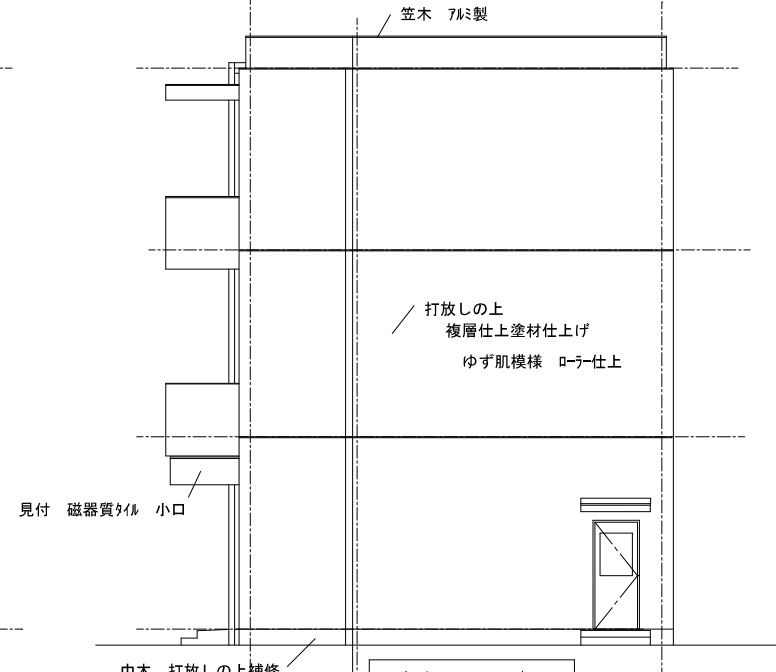 笠木　ｱﾙﾐ製
打放しの上
複層仕上塗材仕上げ
ゆず肌模様　ﾛｰﾗｰ仕上
見付　磁器質ﾀｲﾙ　小口
巾木　打放しの上補修